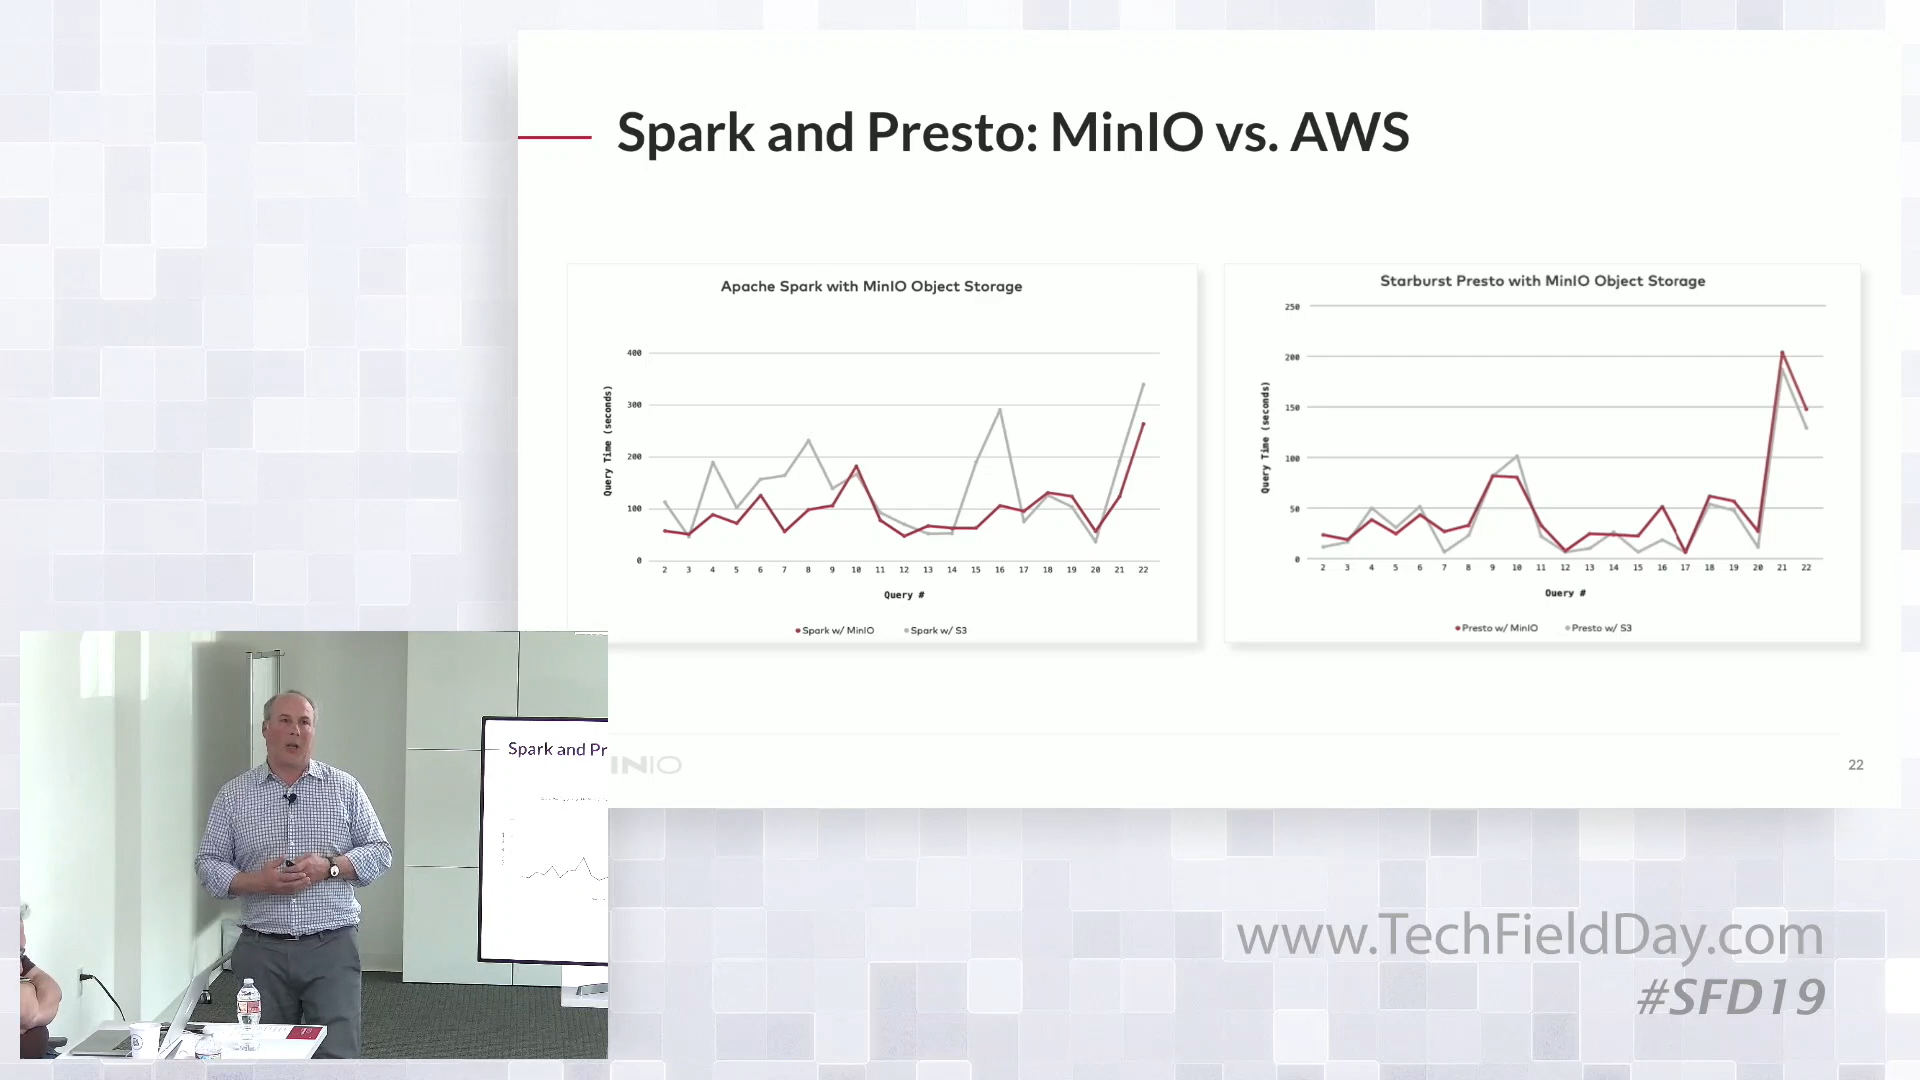 Spark and Presto: MinIO vs. AWS
Apache Spark with MinIO Object Storage
400
300
200
100
0
Query Time (seconds)
2 3 4 5 6 7 8 9 10 11 12 13 14 15 16 17 18 19 20 21 22
Query #
Spark w/ MinIO Spark w/ S3
Starburst Presto with MinIO Object Storage
250
200
150
100
50
0
Query Time (seconds)
2 3 4 5 6 7 8 9 10 11 12 13 14 15 16 17 18 19 20 21 22
Query #
Presto w/ MinIO Presto w/ S3
INIO
22
Spark and Pr
www.TechFieldDay.com
#SFD19